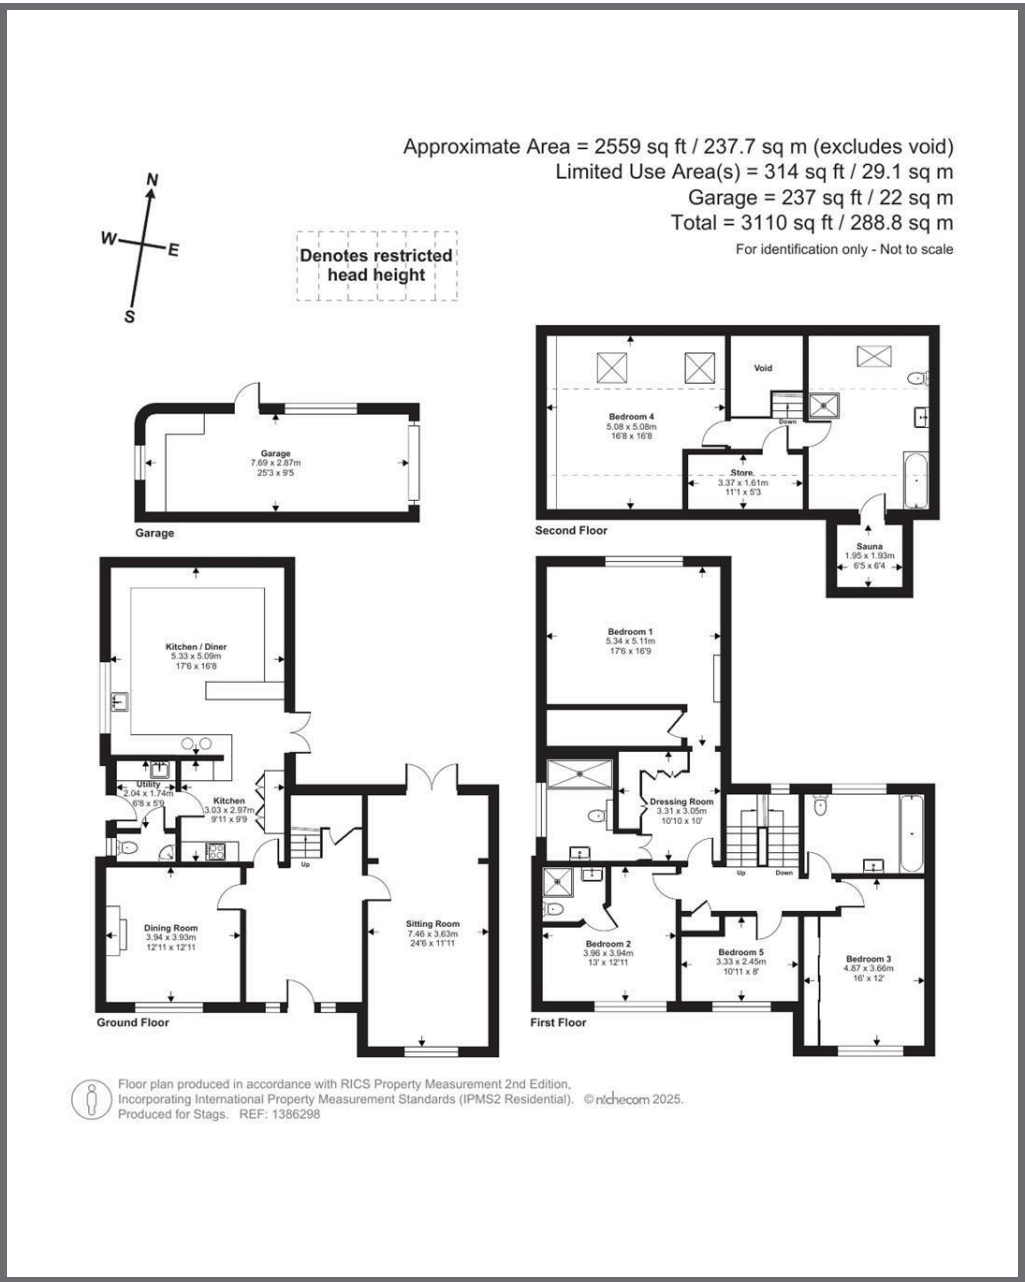 Approximate Area = 2559 sq ft / 237.7 sq m (excludes void)
Limited Use Area(s) = 314 sq ft / 29.1 sq m
Garage = 237 sq ft / 22 sq m
Total = 3110 sq ft / 288.8 sq m
For identification only - Not to scale
N
W
E
S
Denotes restricted
head height
Garage
7.69 x 2.87m
25'3 x 9'5
Garage
Bedroom 4
5.08 x 5.08m
16'8 x 16'8
Void
Down
Store
3.37 x 1.61m
11'1 x 5'3
Sauna
1.95 x 1.93m
6'5 x 6'4
Second Floor
Kitchen / Diner
5.33 x 5.09m
17'6 x 16'8
Utility
2.04 x 1.74m
6'8 x 5'9
Kitchen
3.03 x 2.97m
9'11 x 9'9
Up
Dining Room
3.94 x 3.93m
12'11 x 12'11
Sitting Room
7.46 x 3.63m
24'6 x 11'11
Ground Floor
Bedroom 1
5.34 x 5.11m
17'6 x 16'9
Dressing Room
3.31 x 3.05m
10'10 x 10'
Up
Down
Bedroom 2
3.96 x 3.94m
13' x 12'11
Bedroom 5
3.33 x 2.45m
10'11 x 8'
Bedroom 3
4.87 x 3.66m
16' x 12'
First Floor
Floor plan produced in accordance with RICS Property Measurement 2nd Edition,
Incorporating International Property Measurement Standards (IPMS2 Residential). © nichecom 2025.
Produced for Stags. REF: 1386298